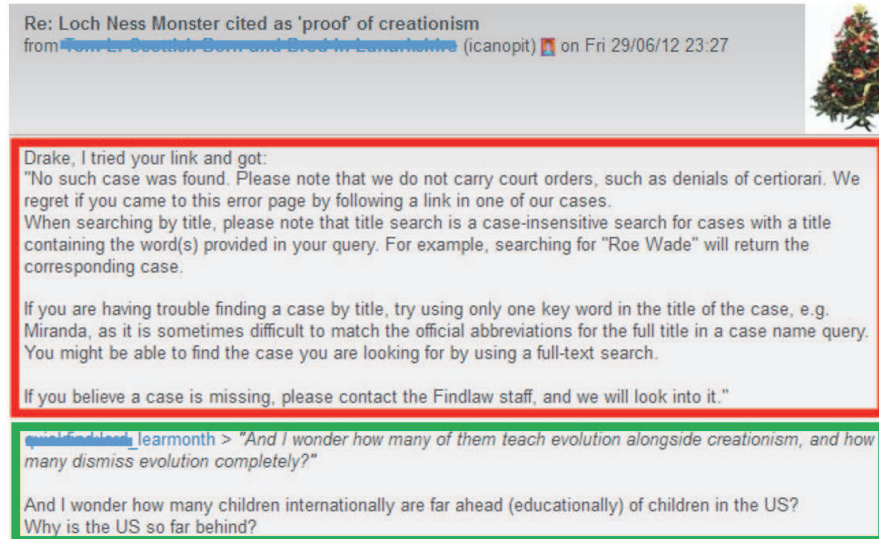 Re: Loch Ness Monster cited as 'proof' of creationism
from (icanopit) on Fri 29/06/12 23:27
Drake, I tried your link and got:
"No such case was found. Please note that we do not carry court orders, such as denials of certiorari. We
regret if you came to this error page by following a link in one of our cases.
When searching by title, please note that title search is a case-insensitive search for cases with a title
containing the word(s) provided in your query. For example, searching for "Roe Wade" will return the
corresponding case.
If you are having trouble finding a case by title, try using only one key word in the title of the case, e.g.
Miranda, as it is sometimes difficult to match the official abbreviations for the full title in a case name query.
You might be able to find the case you are looking for by using a full-text search.
If you believe a case is missing, please contact the Findlaw staff, and we will look into it."
_learmonth > "And I wonder how many of them teach evolution alongside creationism, and how
many dismiss evolution completely?"
And I wonder how many children internationally are far ahead (educationally) of children in the US?
Why is the US so far behind?